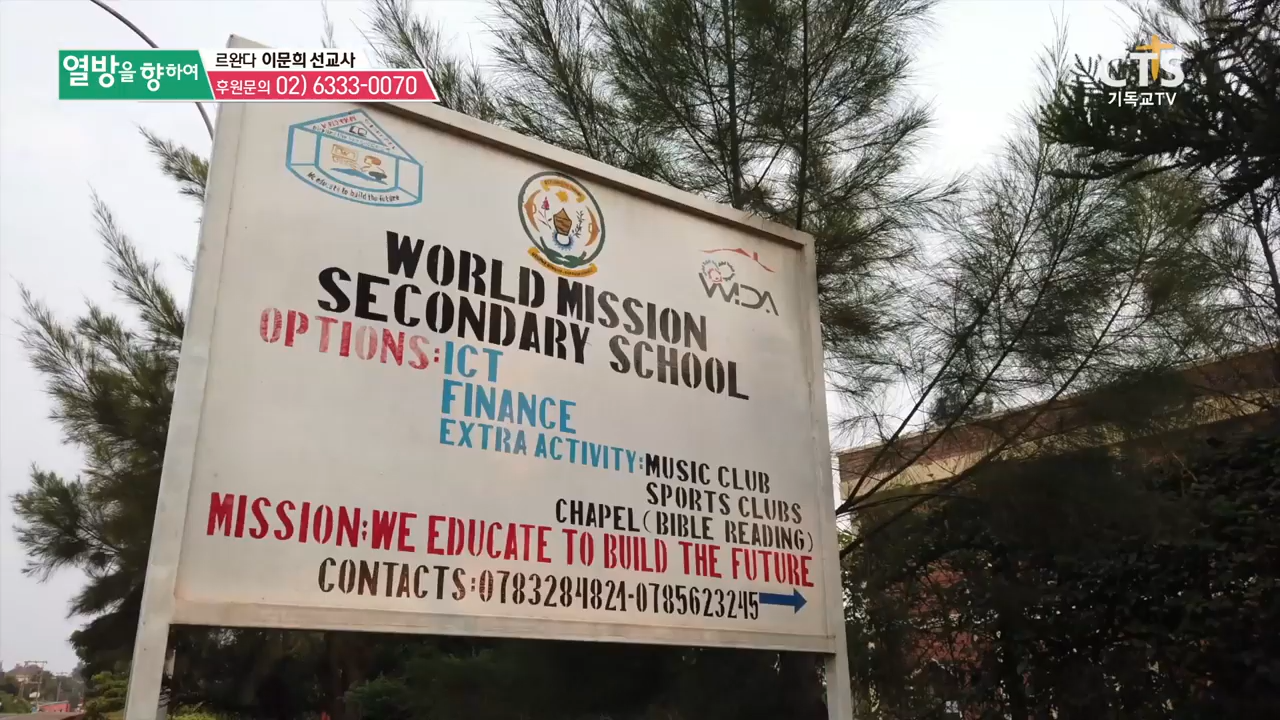 열방을 향하여
르완다 이문희 선교사
후원문의 02) 6333-0070
CTS
기독교TV
We educate to build the future
WMDA
WORLD MISSION
SECONDARY SCHOOL
OPTIONS:ICT
FINANCE
EXTRA ACTIVITY:MUSIC CLUB
SPORTS CLUBS
CHAPEL(BIBLE READING)
MISSION:WE EDUCATE TO BUILD THE FUTURE
CONTACTS:0783284821-0785623245